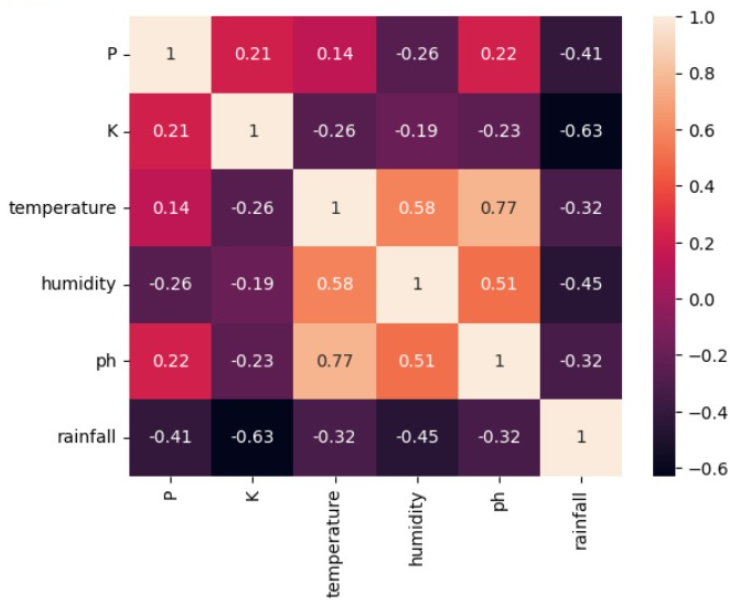 P 1 0.21 0.14 -0.26 0.22 -0.41
K 0.21 1 -0.26 -0.19 -0.23 -0.63
temperature 0.14 -0.26 1 0.58 0.77 -0.32
humidity -0.26 -0.19 0.58 1 0.51 -0.45
ph 0.22 -0.23 0.77 0.51 1 -0.32
rainfall -0.41 -0.63 -0.32 -0.45 -0.32 1
P K temperature humidity ph rainfall
1.0
0.8
0.6
0.4
0.2
0.0
−0.2
−0.4
−0.6